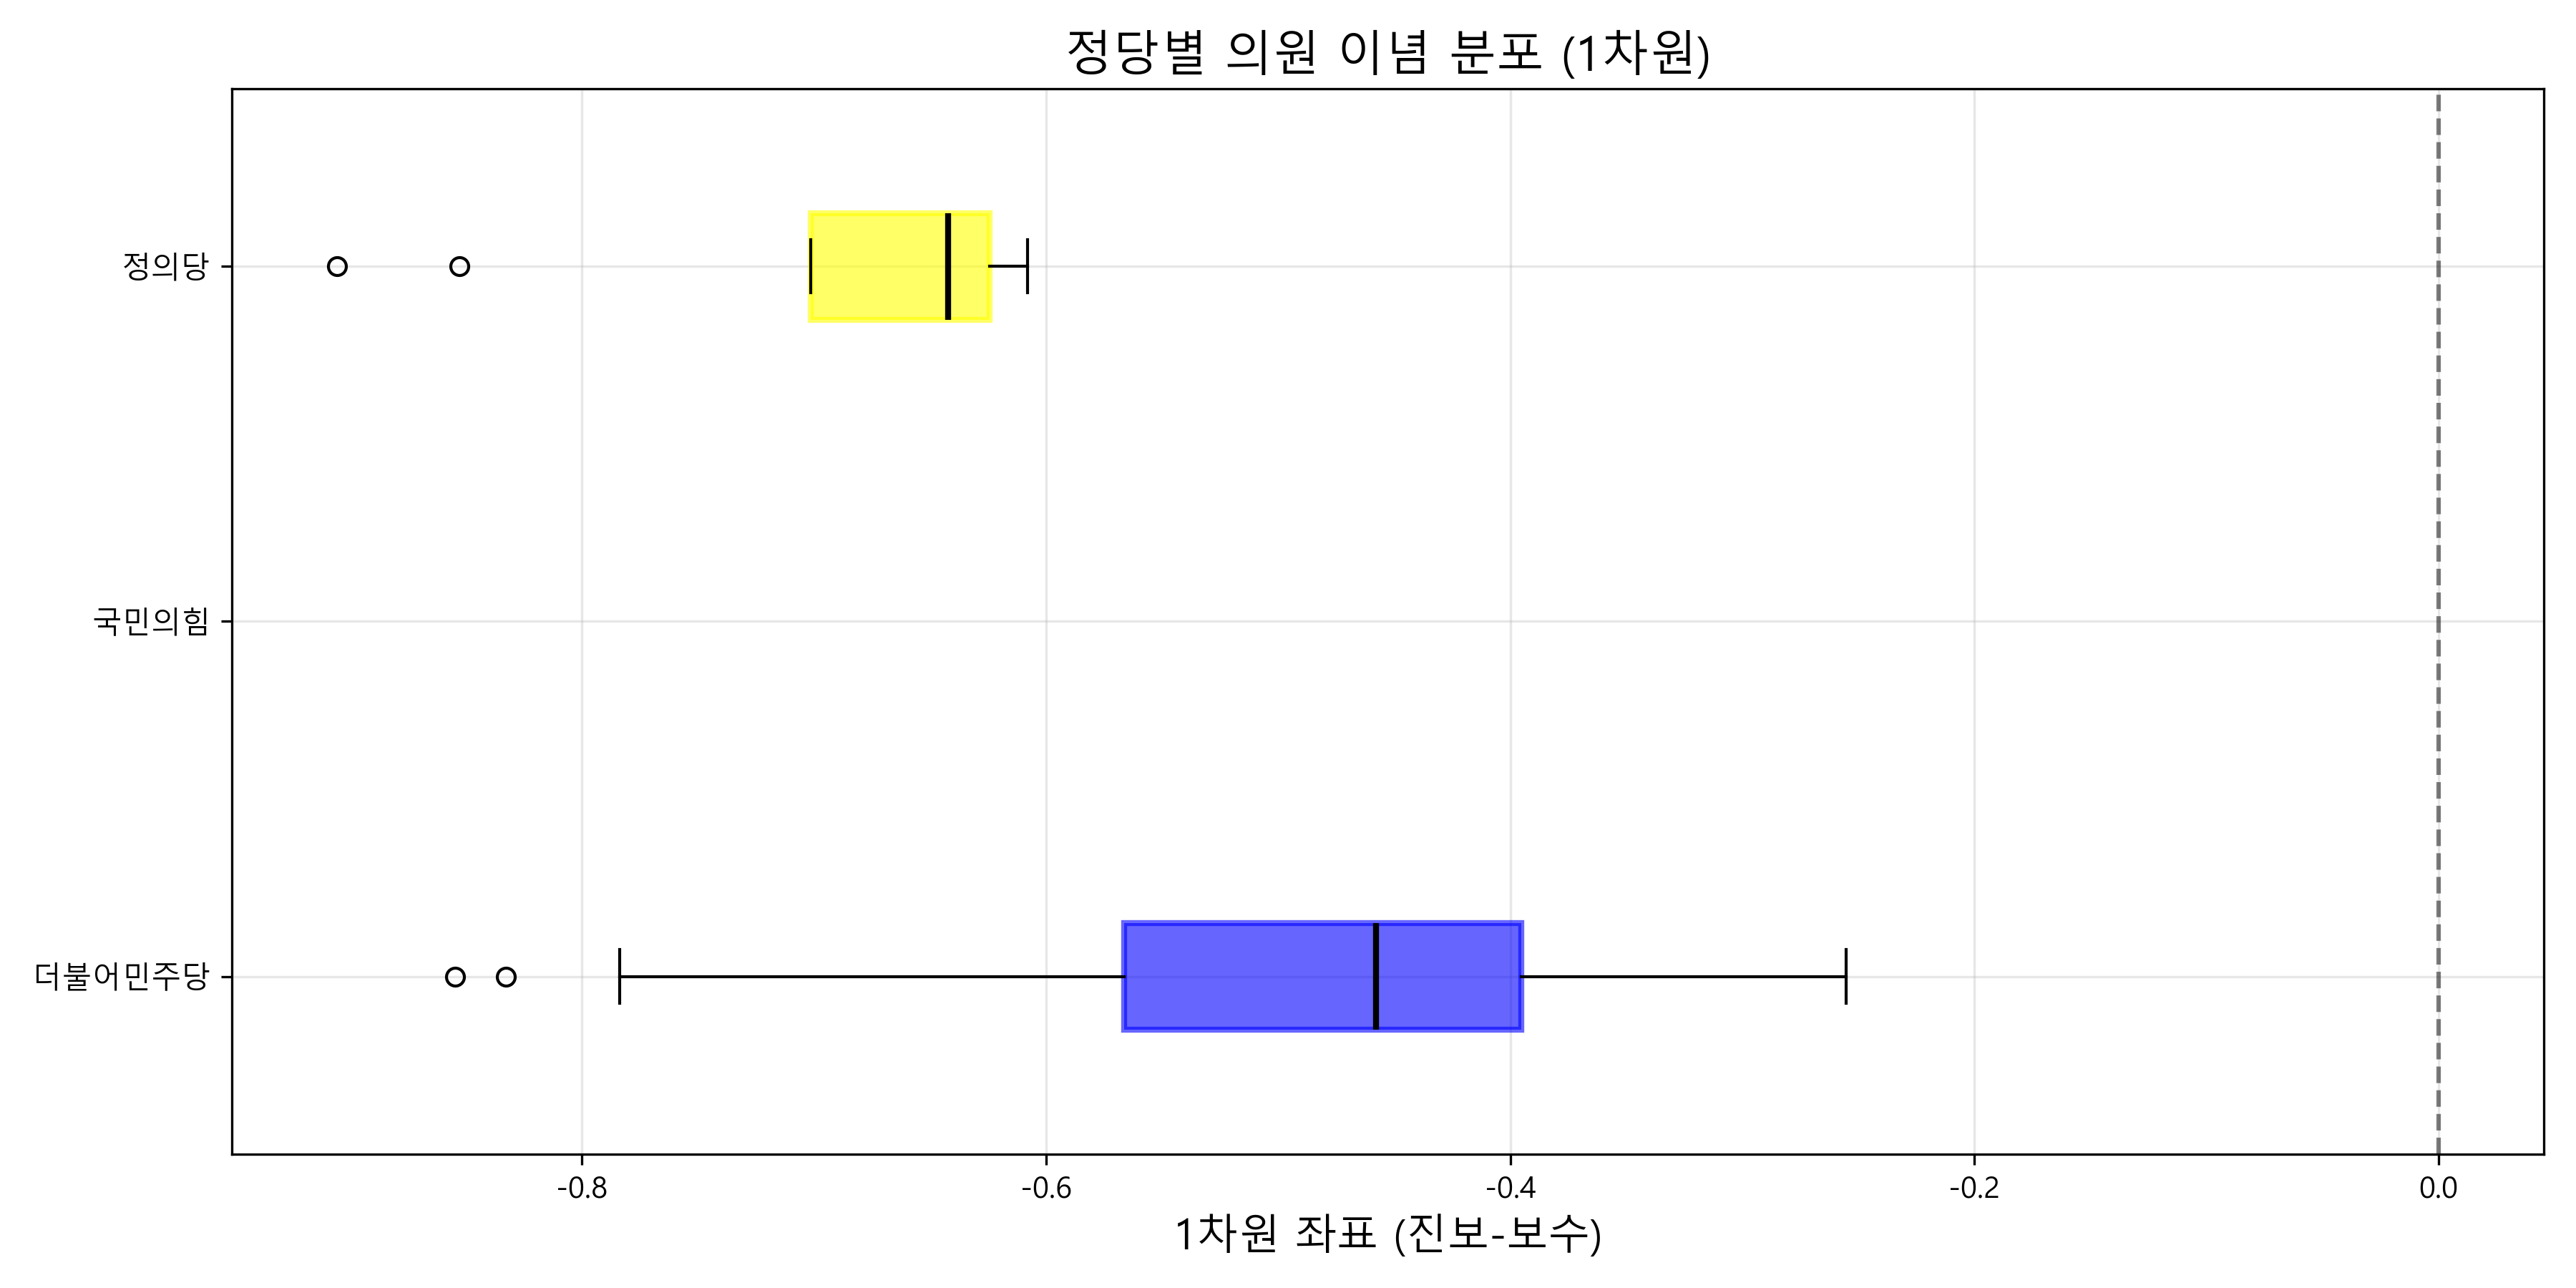 정당별 의원 이념 분포 (1차원)
정의당
국민의힘
더불어민주당
-0.8 -0.6 -0.4 -0.2 0.0
1차원 좌표 (진보-보수)